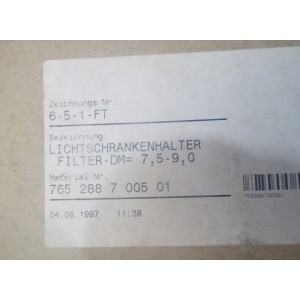 Zeichnungs Nr.
6-5-1-FT
Bezeichnung
LICHTSCHRANKENHALTER
FILTER-DM= 7,5-9,0
Material Nr.
765 288 7 005 01
04.08.1997 11:38